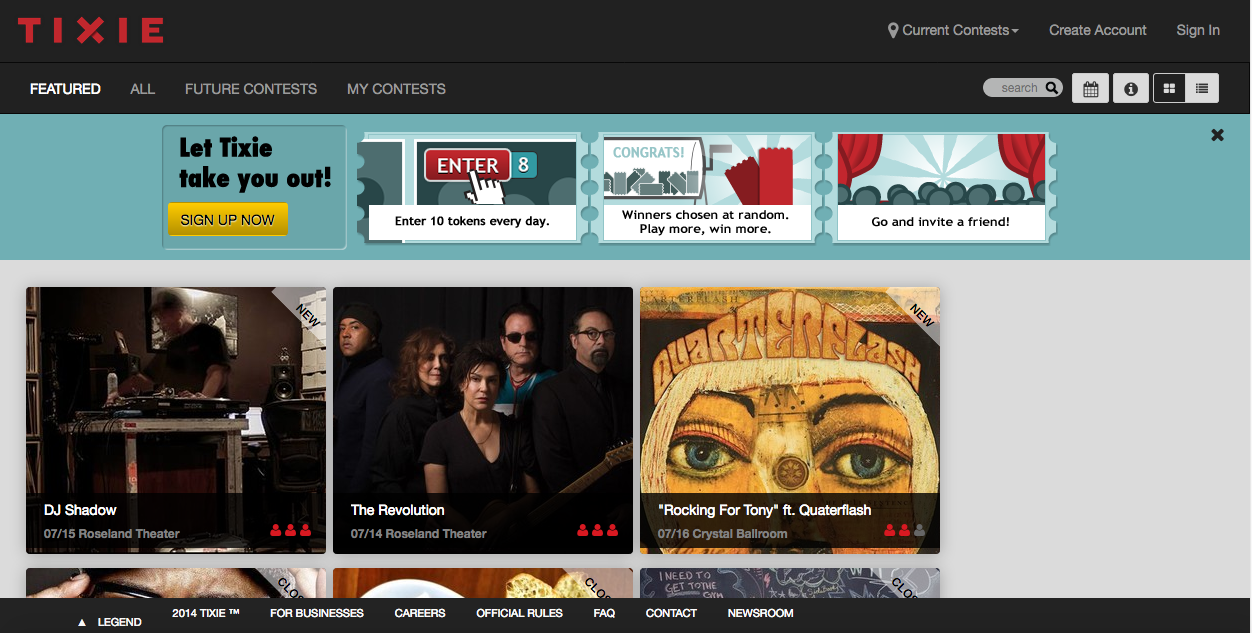 TIXIE
Current Contests
Create Account
Sign In
FEATURED
ALL
FUTURE CONTESTS
MY CONTESTS
search
Let Tixie
take you out!
SIGN UP NOW
ENTER 8
Enter 10 tokens every day.
CONGRATS!
Winners chosen at random.
Play more, win more.
Go and invite a friend!
NEW
DJ Shadow
07/15 Roseland Theater
The Revolution
07/14 Roseland Theater
QUARTERFLASH
QUARTERFLASH
NEW
"Rocking For Tony" ft. Quaterflash
07/16 Crystal Ballroom
CLOS
CLOS
I NEED TO
GET TO THE
GYM
CLOS
▲ LEGEND
2014 TIXIE ™
FOR BUSINESSES
CAREERS
OFFICIAL RULES
FAQ
CONTACT
NEWSROOM